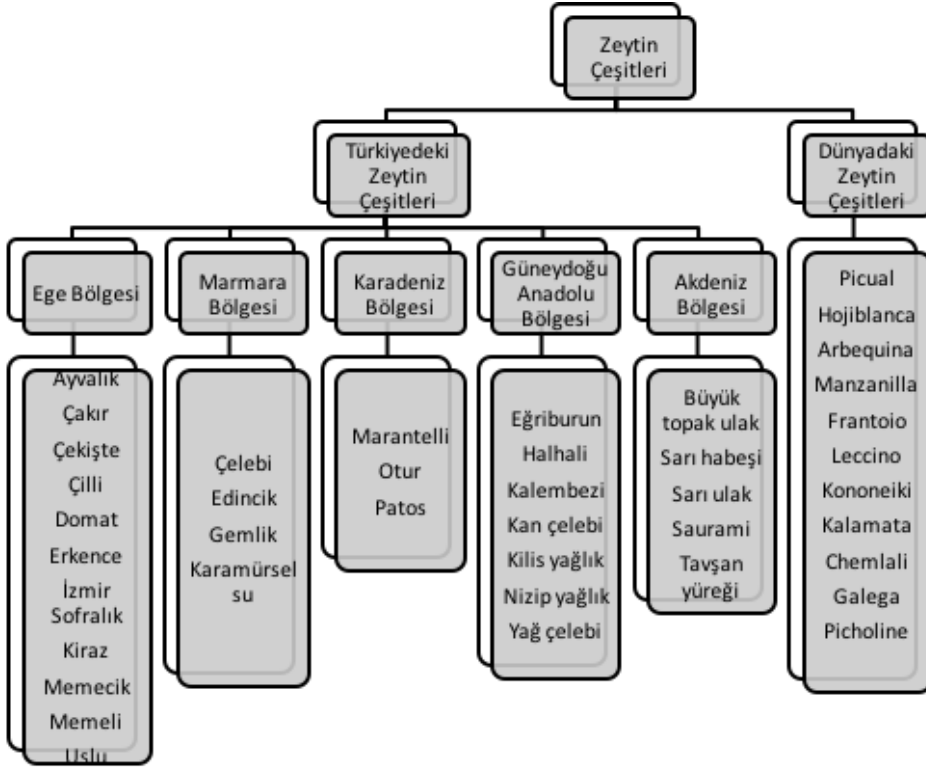 Zeytin
Çeşitleri
Türkiyedeki
Zeytin
Çeşitleri
Dünyadaki
Zeytin
Çeşitleri
Ege Bölgesi
Marmara
Bölgesi
Karadeniz
Bölgesi
Güneydoğu
Anadolu
Bölgesi
Akdeniz
Bölgesi
Ayvalık
Çakır
Çekişte
Çilli
Domat
Erkence
İzmir
Sofralık
Kiraz
Memecik
Memeli
Uslu
Çelebi
Edincik
Gemlik
Karamürsel
su
Marantelli
Otur
Patos
Eğriburun
Halhali
Kalembezi
Kan çelebi
Kilis yağlık
Nizip yağlık
Yağ çelebi
Büyük
topak ulak
Sarı habeşi
Sarı ulak
Saurami
Tavşan
yüreği
Picual
Hojiblanca
Arbequina
Manzanilla
Frantoio
Leccino
Kononeiki
Kalamata
Chemlali
Galega
Picholine